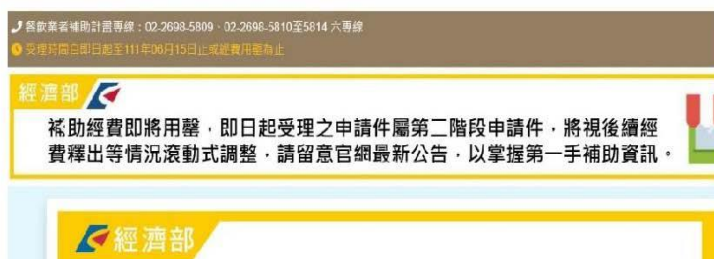 餐飲業者補助計畫專線：02-2698-5809、02-2698-5810至5814 六專線
受理時間自即日起至111年06月15日止或經費用罄為止
經濟部
補助經費即將用罄，即日起受理之申請件屬第二階段申請件，將視後續經
費釋出等情況滾動式調整，請留意官網最新公告，以掌握第一手補助資訊。
經濟部